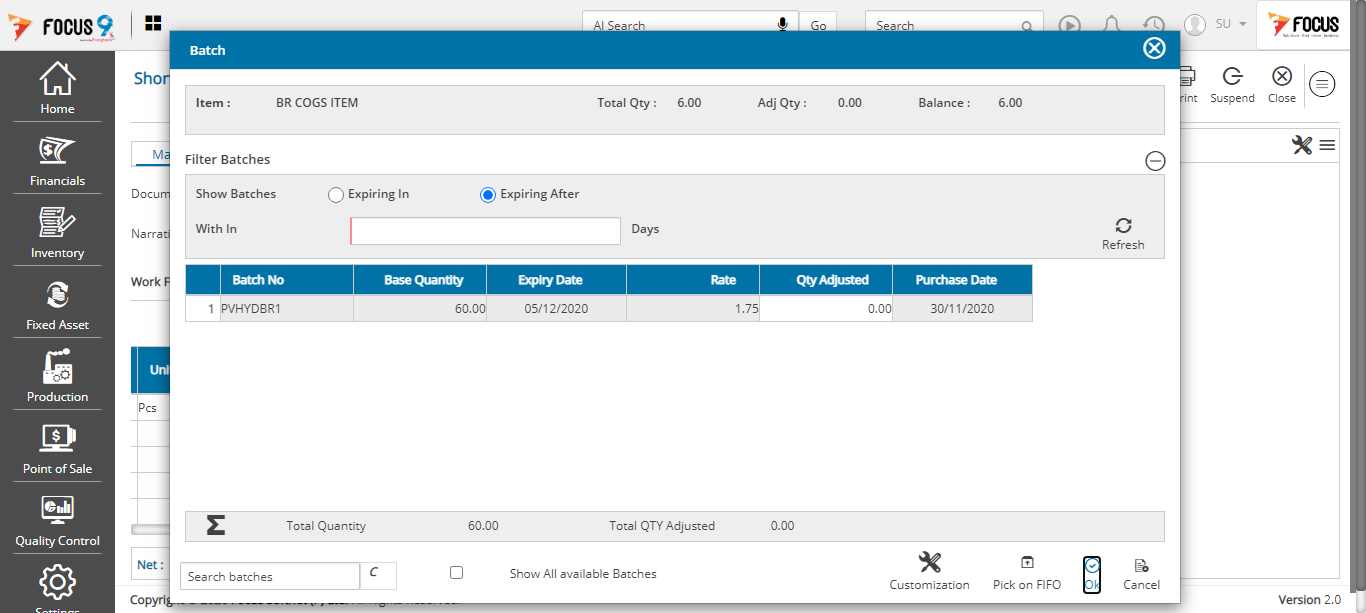 FOCUS 9
AI Search
Go
Search
SU
FOCUS
Batch
Home
Financials
Inventory
Fixed Asset
Production
Point of Sale
Quality Control
Settings
Shor
rint
Suspend
Close
Item :
BR COGS ITEM
Total Qty :
6.00
Adj Qty :
0.00
Balance :
6.00
Ma
Filter Batches
Docum
Show Batches
Expiring In
Expiring After
Narrati
With In
Days
Refresh
Work F
Batch No
Base Quantity
Expiry Date
Rate
Qty Adjusted
Purchase Date
1
PVHYDBR1
60.00
05/12/2020
1.75
0.00
30/11/2020
Uni
Pcs
Σ
Total Quantity
60.00
Total QTY Adjusted
0.00
Net :
Search batches
C
Show All available Batches
Customization
Pick on FIFO
Ok
Cancel
Version 2.0